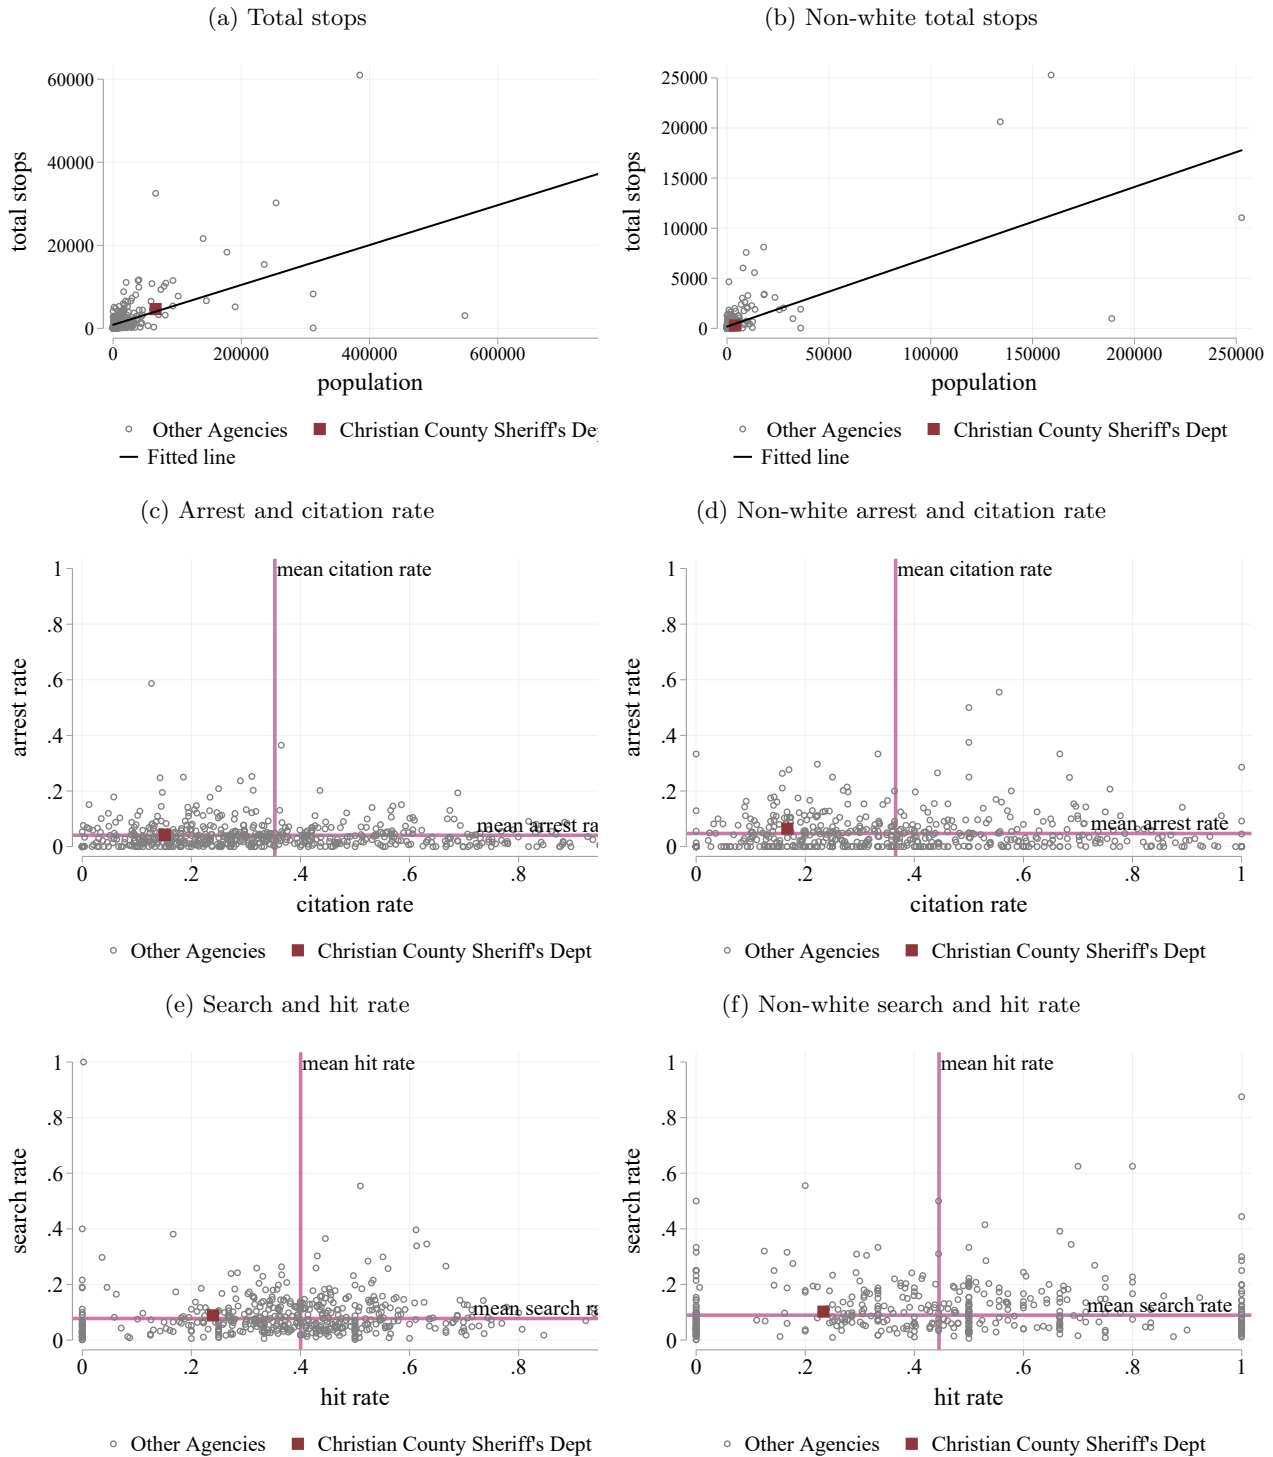 (a) Total stops
60000
40000
20000
0
total stops
0 200000 400000 600000
population
Other Agencies Christian County Sheriff's De
Fitted line
(b) Non-white total stops
25000
20000
15000
10000
5000
0
total stops
0 50000 100000 150000 200000 250000
population
Other Agencies Christian County Sheriff's Dept
Fitted line
(c) Arrest and citation rate
1
.8
.6
.4
.2
0
arrest rate
mean citation rate
mean arrest ra
0 .2 .4 .6 .8
citation rate
Other Agencies Christian County Sheriff's Dept
(d) Non-white arrest and citation rate
1
.8
.6
.4
.2
0
arrest rate
mean citation rate
mean arrest rate
0 .2 .4 .6 .8 1
citation rate
Other Agencies Christian County Sheriff's Dept
(e) Search and hit rate
1
.8
.6
.4
.2
0
search rate
mean hit rate
mean search ra
0 .2 .4 .6 .8
hit rate
Other Agencies Christian County Sheriff's Dept
(f) Non-white search and hit rate
1
.8
.6
.4
.2
0
search rate
mean hit rate
mean search rate
0 .2 .4 .6 .8 1
hit rate
Other Agencies Christian County Sheriff's Dept